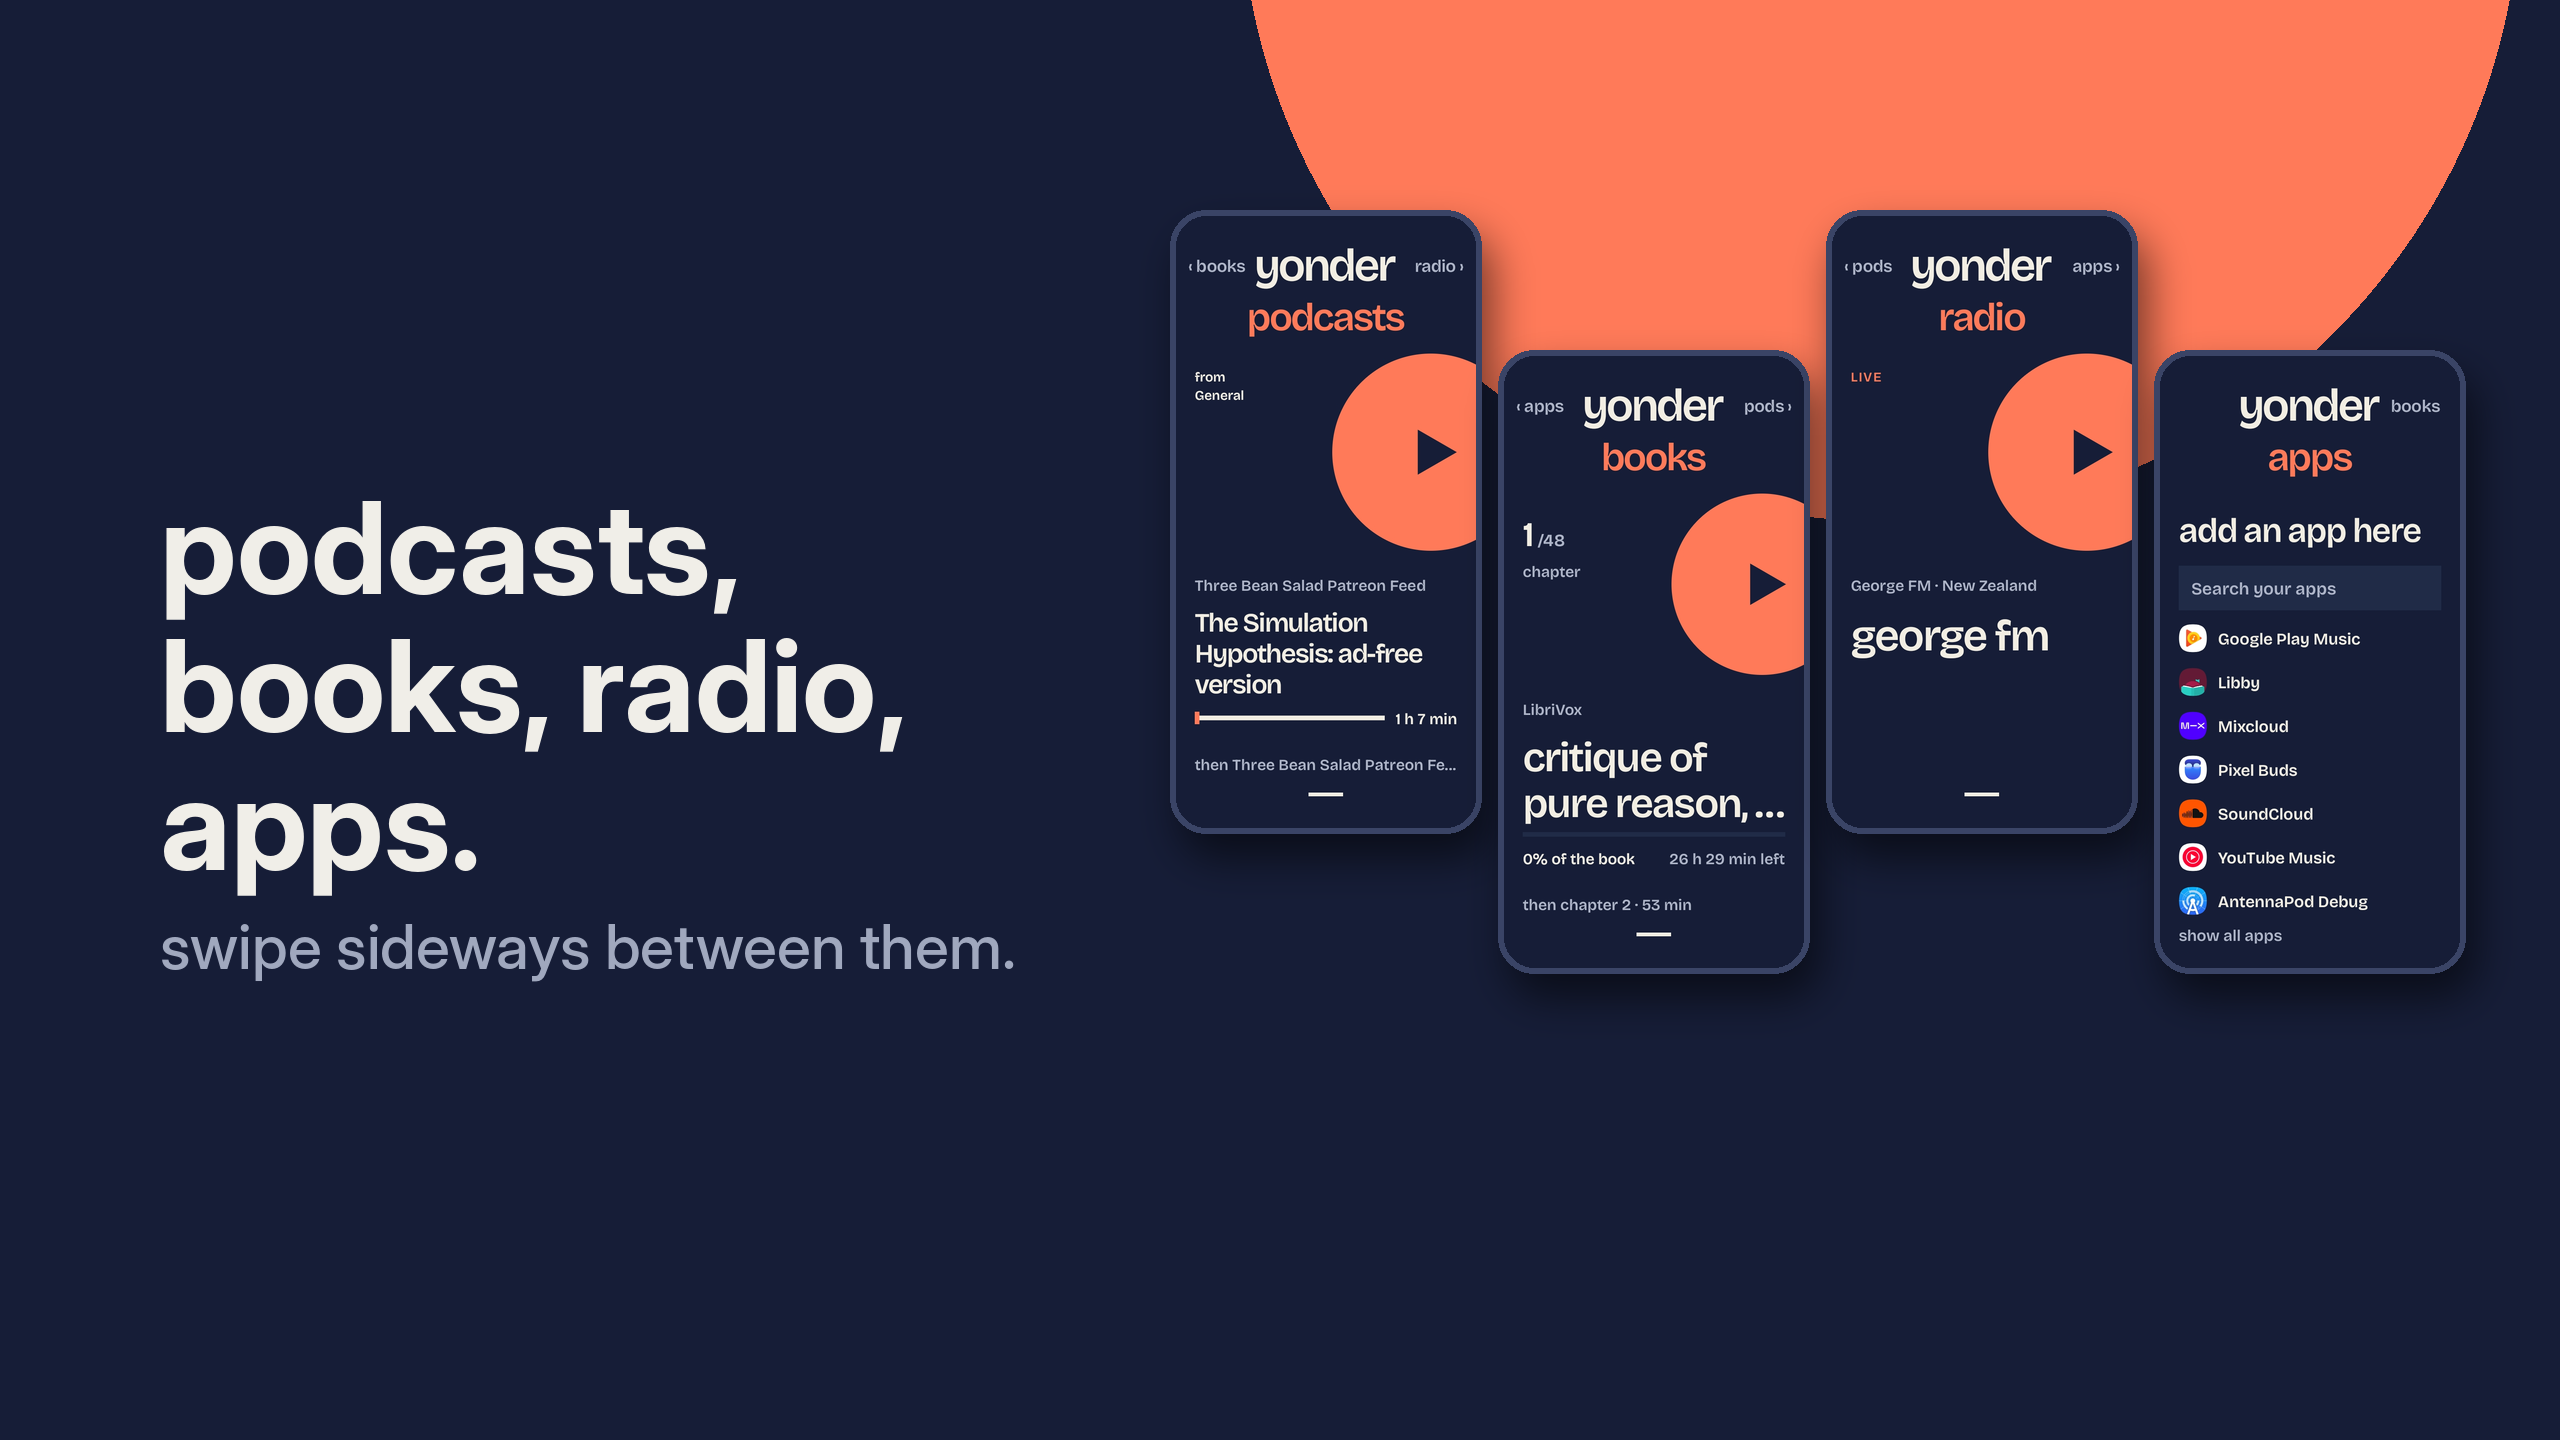 podcasts,
books, radio,
apps.
swipe sideways between them.
‹ books yonder radio ›
podcasts
from
General
Three Bean Salad Patreon Feed
The Simulation
Hypothesis: ad-free
version
1 h 7 min
then Three Bean Salad Patreon Fe...
‹ apps yonder pods ›
books
1 /48
chapter
LibriVox
critique of
pure reason, ...
0% of the book 26 h 29 min left
then chapter 2 · 53 min
‹ pods yonder apps ›
radio
LIVE
George FM · New Zealand
george fm
yonder books
apps
add an app here
Search your apps
Google Play Music
Libby
Mixcloud
Pixel Buds
SoundCloud
YouTube Music
AntennaPod Debug
show all apps